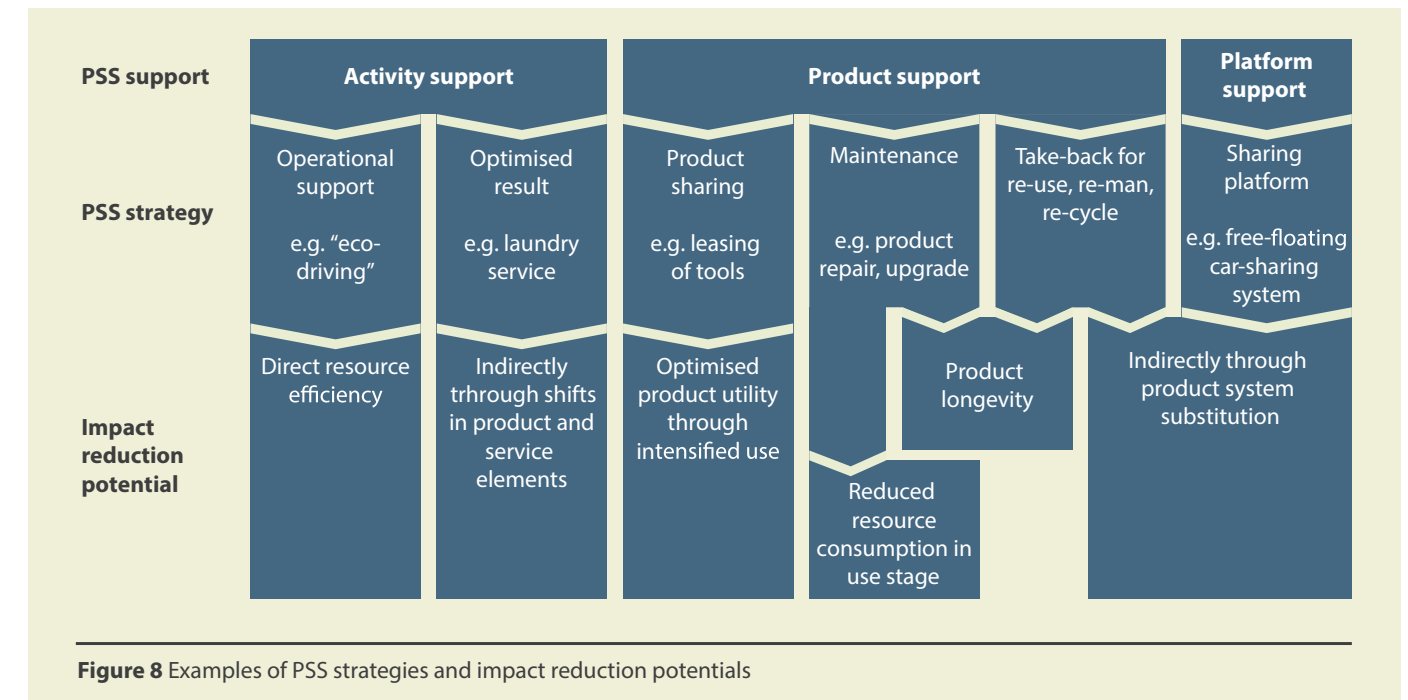 PSS support
Activity support
Product support
Platform
support
PSS strategy
Operational
support
e.g. “eco-
driving”
Optimised
result
e.g. laundry
service
Product
sharing
e.g. leasing
of tools
Maintenance
e.g. product
repair, upgrade
Take-back for
re-use, re-man,
re-cycle
Sharing
platform
e.g. free-floating
car-sharing
system
Impact
reduction
potential
Direct resource
efficiency
Indirectly
trhrough shifts
in product and
service
elements
Optimised
product utility
through
intensified use
Reduced
resource
consumption in
use stage
Product
longevity
Indirectly through
product system
substitution
Figure 8 Examples of PSS strategies and impact reduction potentials